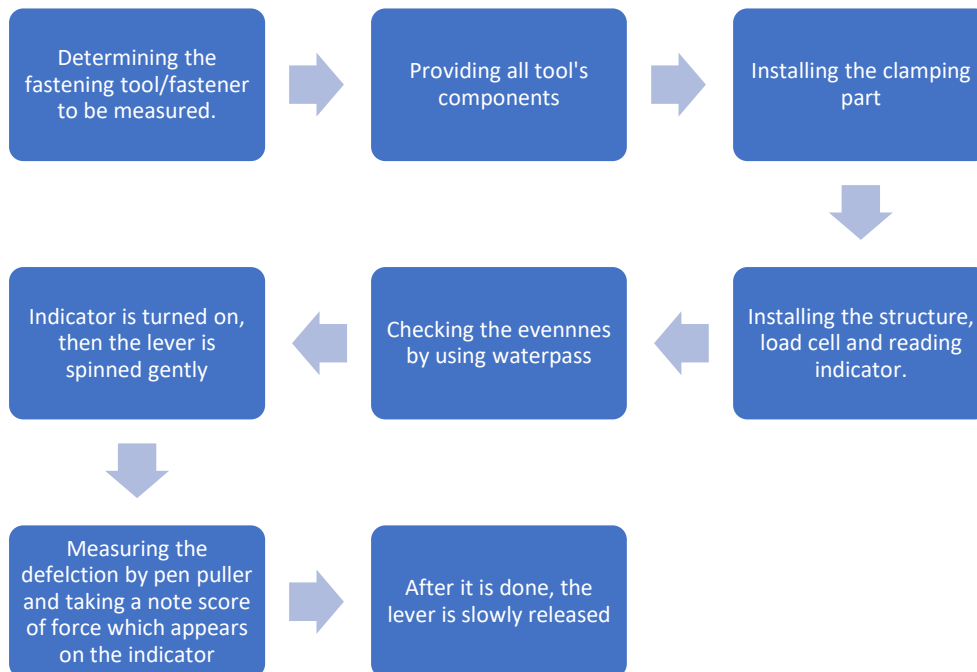 Determining the
fastening tool/fastener
to be measured.
Providing all tool's
components
Installing the clamping
part
Installing the structure,
load cell and reading
indicator.
Checking the evennnes
by using waterpass
Indicator is turned on,
then the lever is
spinned gently
Measuring the
defelction by pen puller
and taking a note score
of force which appears
on the indicator
After it is done, the
lever is slowly released